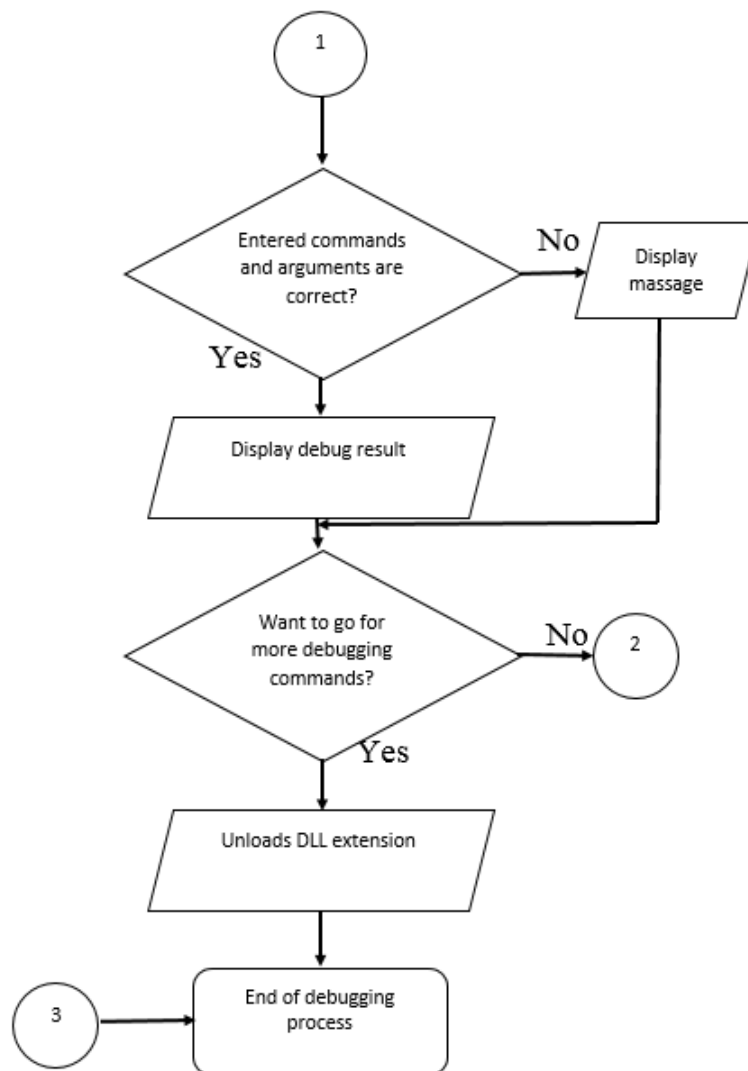 1
Entered commands
and arguments are
correct?
No
Display
massage
Yes
Display debug result
Want to go for
more debugging
commands?
No
2
Yes
Unloads DLL extension
End of debugging
process
3